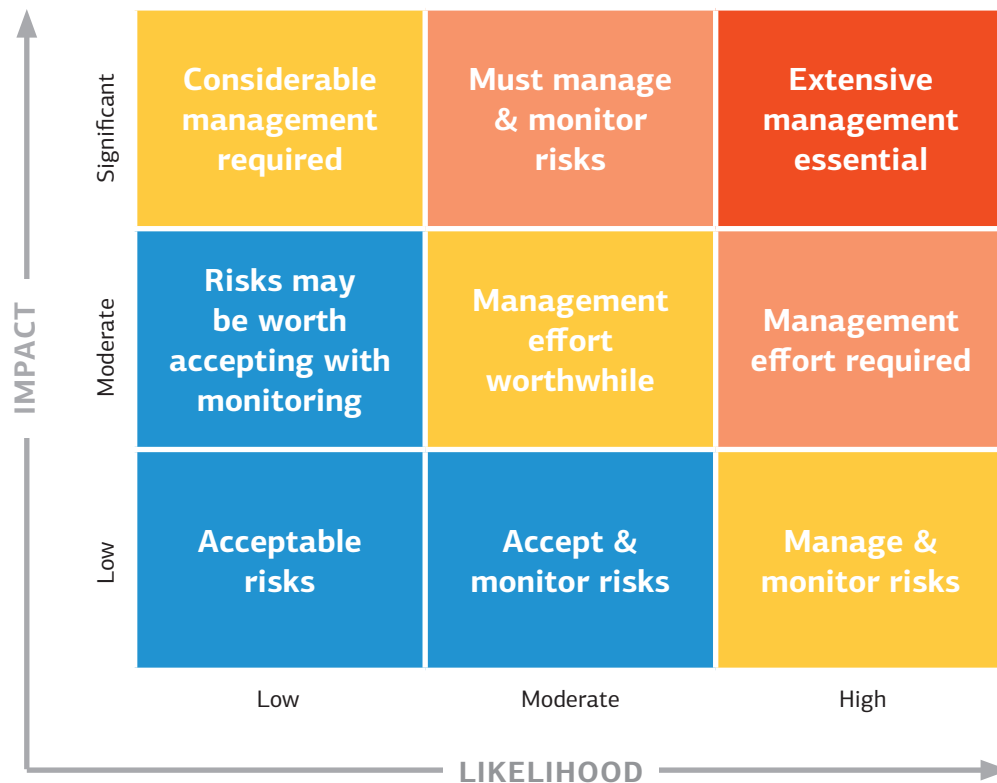 Significant
Considerable
management
required
Must manage
& monitor
risks
Extensive
management
essential
IMPACT
Moderate
Risks may
be worth
accepting with
monitoring
Management
effort
worthwhile
Management
effort required
Low
Acceptable
risks
Accept &
monitor risks
Manage &
monitor risks
Low
Moderate
High
LIKELIHOOD